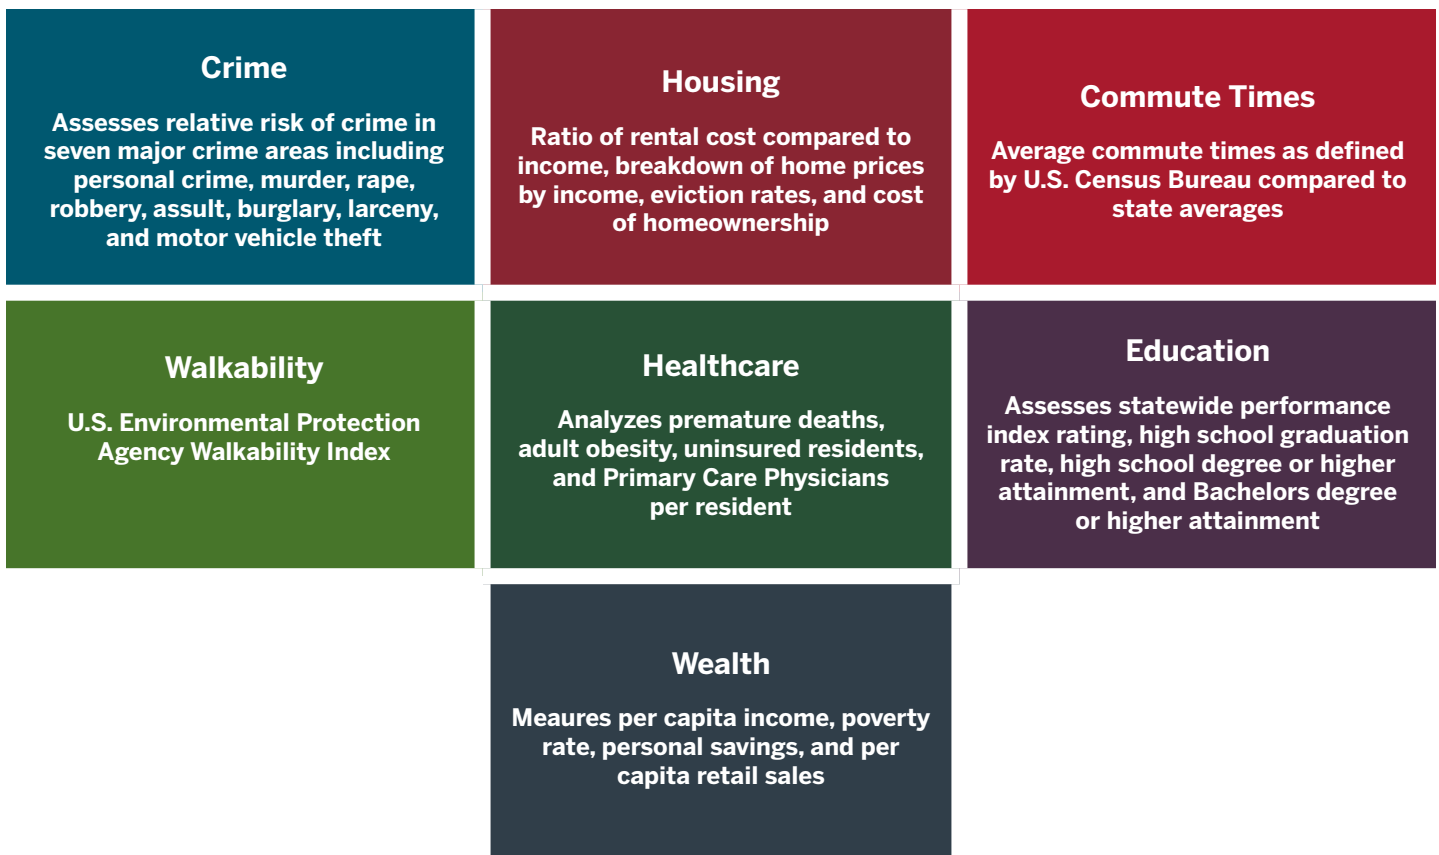 Crime
Assesses relative risk of crime in
seven major crime areas including
personal crime, murder, rape,
robbery, assult, burglary, larceny,
and motor vehicle theft
Housing
Ratio of rental cost compared to
income, breakdown of home prices
by income, eviction rates, and cost
of homeownership
Commute Times
Average commute times as defined
by U.S. Census Bureau compared to
state averages
Walkability
U.S. Environmental Protection
Agency Walkability Index
Healthcare
Analyzes premature deaths,
adult obesity, uninsured residents,
and Primary Care Physicians
per resident
Education
Assesses statewide performance
index rating, high school graduation
rate, high school degree or higher
attainment, and Bachelors degree
or higher attainment
Wealth
Meaures per capita income, poverty
rate, personal savings, and per
capita retail sales